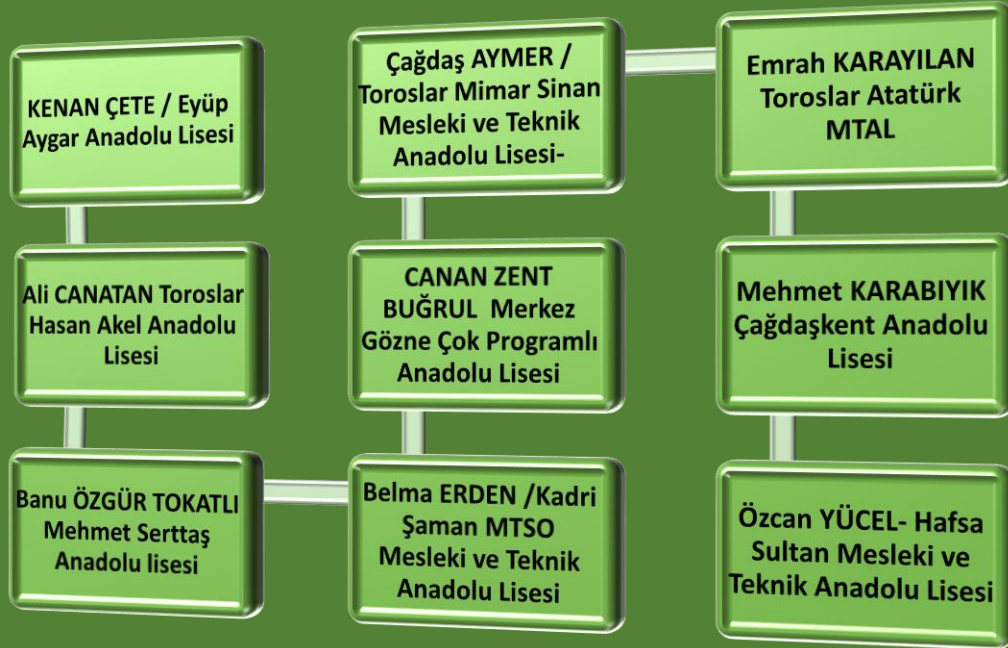 KENAN ÇETE / Eyüp
Aygar Anadolu Lisesi
Ali CANATAN Toroslar
Hasan Akel Anadolu
Lisesi
Banu ÖZGÜR TOKATLI
Mehmet Serttaş
Anadolu lisesi
Belma ERDEN /Kadri
Şaman MTSO
Mesleki ve Teknik
Anadolu Lisesi
CANAN ZENT
BUĞRUL Merkez
Gözne Çok Programlı
Anadolu Lisesi
Çağdaş AYMER /
Toroslar Mimar Sinan
Mesleki ve Teknik
Anadolu Lisesi-
Emrah KARAYILAN
Toroslar Atatürk
MTAL
Mehmet KARABIYIK
Çağdaşkent Anadolu
Lisesi
Özcan YÜCEL- Hafsa
Sultan Mesleki ve
Teknik Anadolu Lisesi